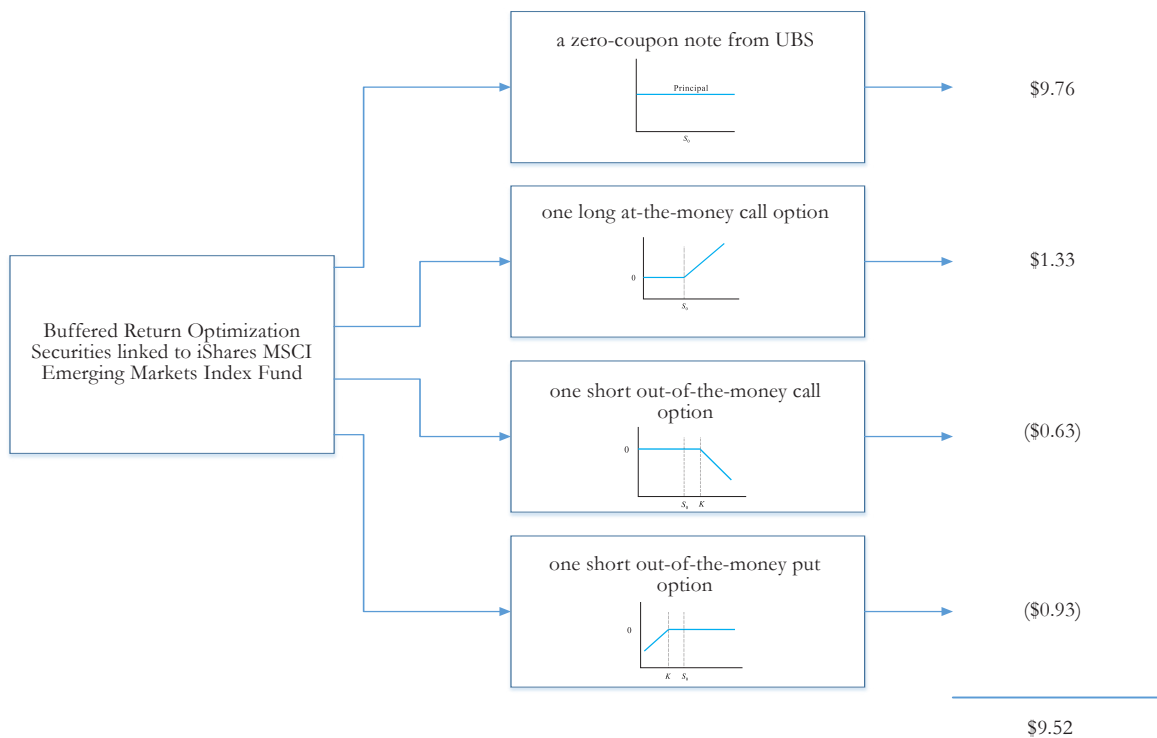 Buffered Return Optimization
Securities linked to iShares MSCI
Emerging Markets Index Fund
a zero-coupon note from UBS
Principal
S₀
$9.76
one long at-the-money call option
0
S₀
$1.33
one short out-of-the-money call
option
0
S₀ K
($0.63)
one short out-of-the-money put
option
0
K S₀
($0.93)
$9.52